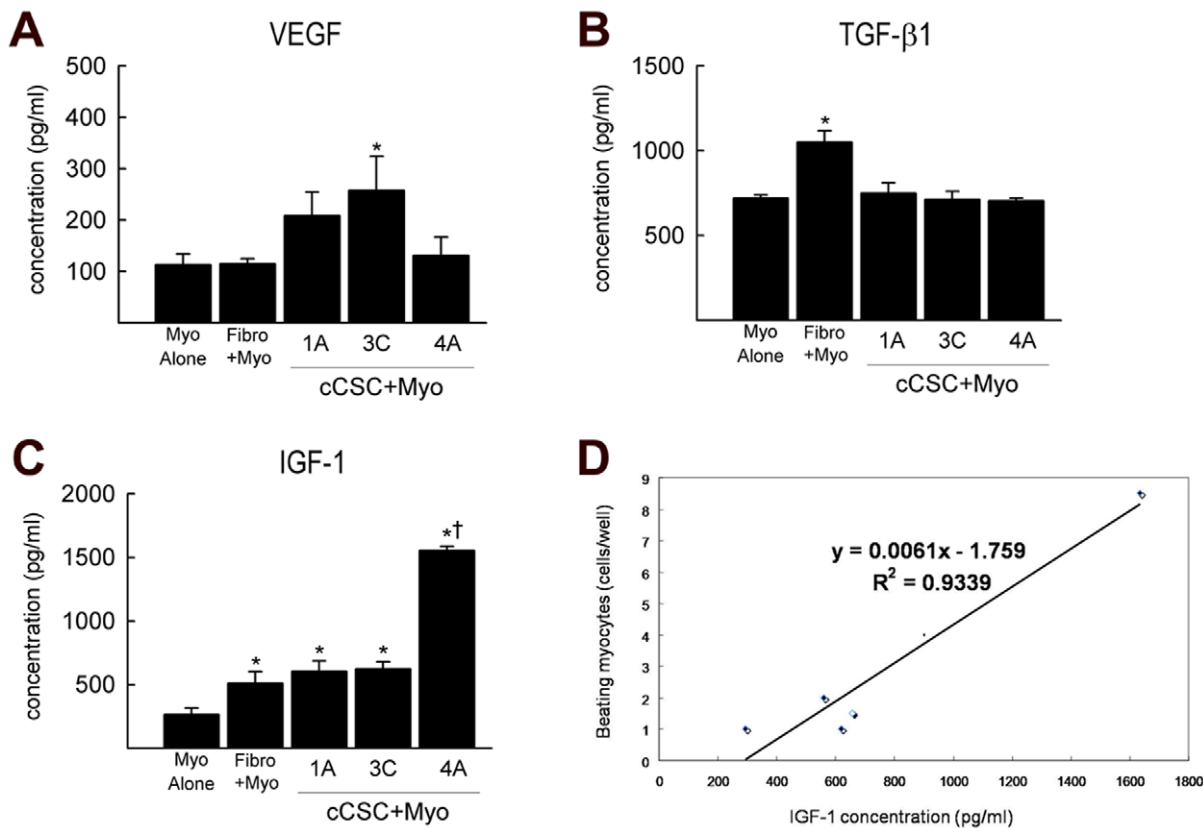 A
VEGF
concentration (pg/ml)
500
400
300
200
100
*
Myo Alone
Fibro +Myo
1A
3C
4A
cCSC+Myo
B
TGF-β1
concentration (pg/ml)
1500
1000
500
*
Myo Alone
Fibro +Myo
1A
3C
4A
cCSC+Myo
C
IGF-1
concentration (pg/ml)
2000
1500
1000
500
*
*
*
*†
Myo Alone
Fibro +Myo
1A
3C
4A
cCSC+Myo
D
Beating myocytes (cells/well)
9
8
7
6
5
4
3
2
1
0
y = 0.0061x - 1.759
R² = 0.9339
0 200 400 600 800 1000 1200 1400 1600 1800
IGF-1 concentration (pg/ml)